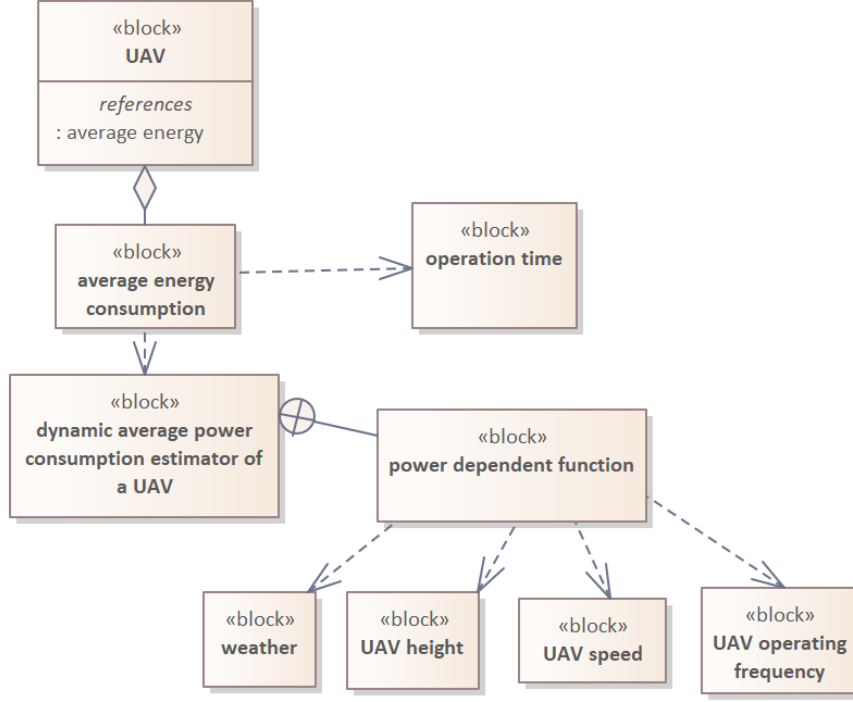 «block»
UAV
references
: average energy
«block»
average energy
consumption
«block»
operation time
«block»
dynamic average power
consumption estimator of
a UAV
«block»
power dependent function
«block»
weather
«block»
UAV height
«block»
UAV speed
«block»
UAV operating
frequency